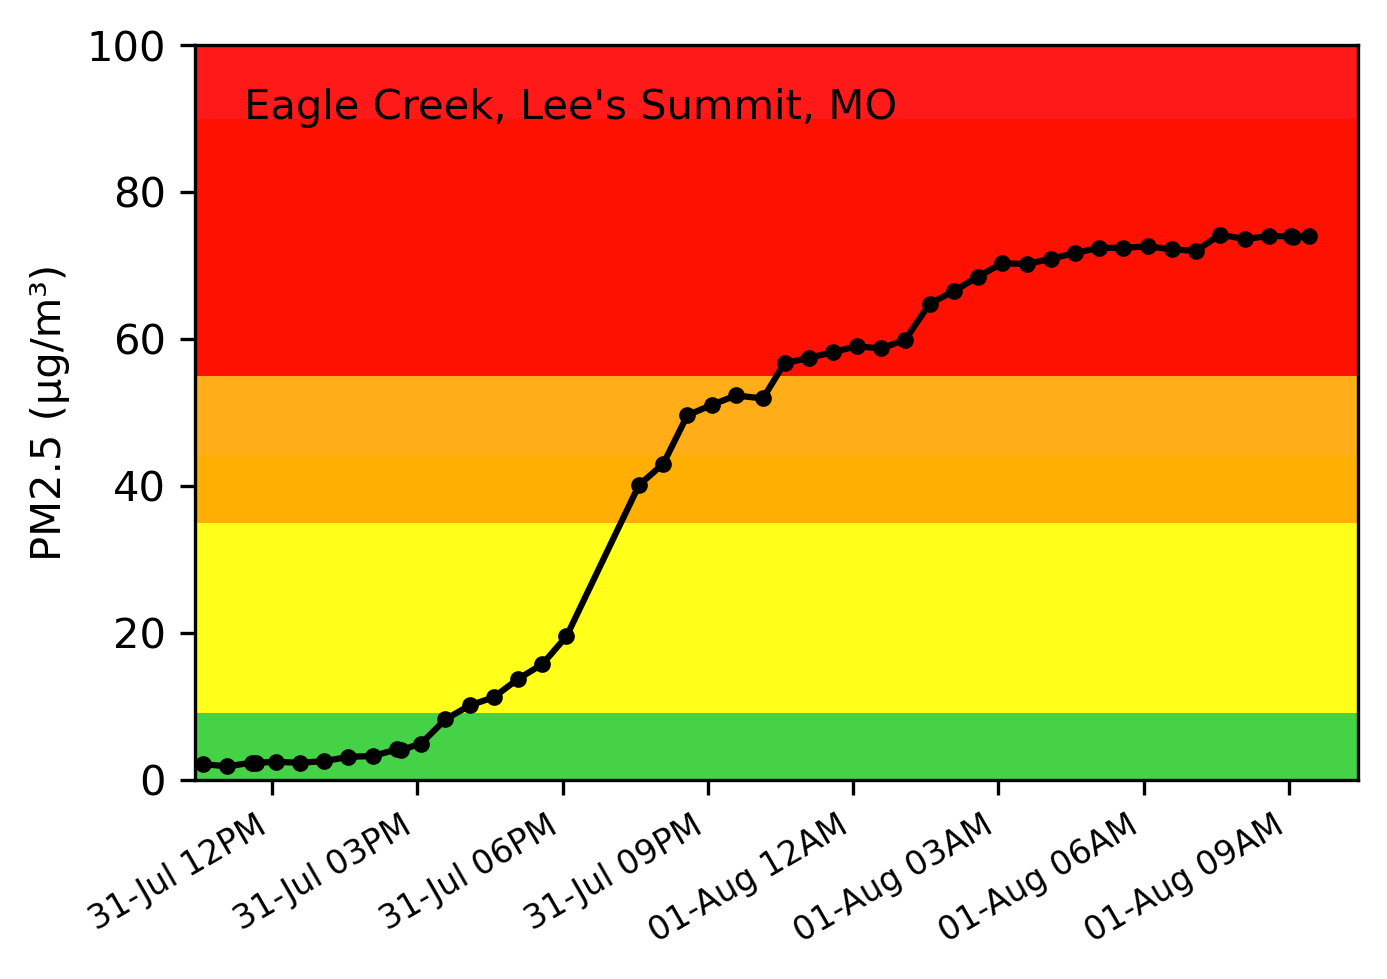 Eagle Creek, Lee's Summit, MO
PM2.5 (µg/m³)
100
80
60
40
20
0
31-Jul 12PM
31-Jul 03PM
31-Jul 06PM
31-Jul 09PM
01-Aug 12AM
01-Aug 03AM
01-Aug 06AM
01-Aug 09AM